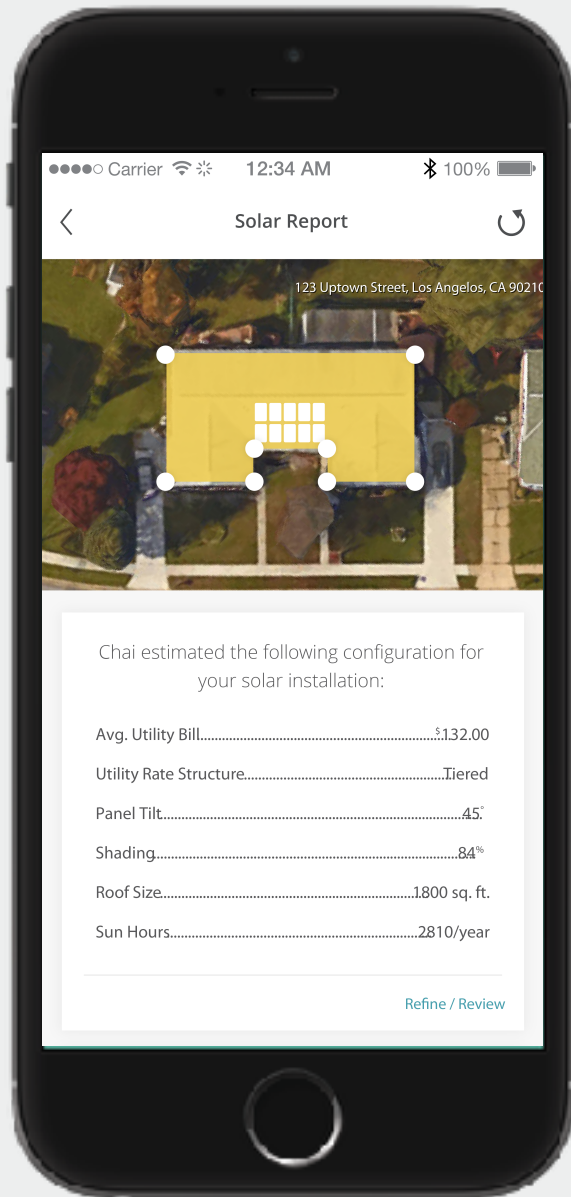 Carrier 12:34 AM 100%
Solar Report
123 Uptown Street, Los Angelos, CA 90210
Chai estimated the following configuration for
your solar installation:
Avg. Utility Bill $132.00
Utility Rate Structure Tiered
Panel Tilt 45°
Shading 84%
Roof Size 1800 sq. ft.
Sun Hours 2810/year
Refine / Review